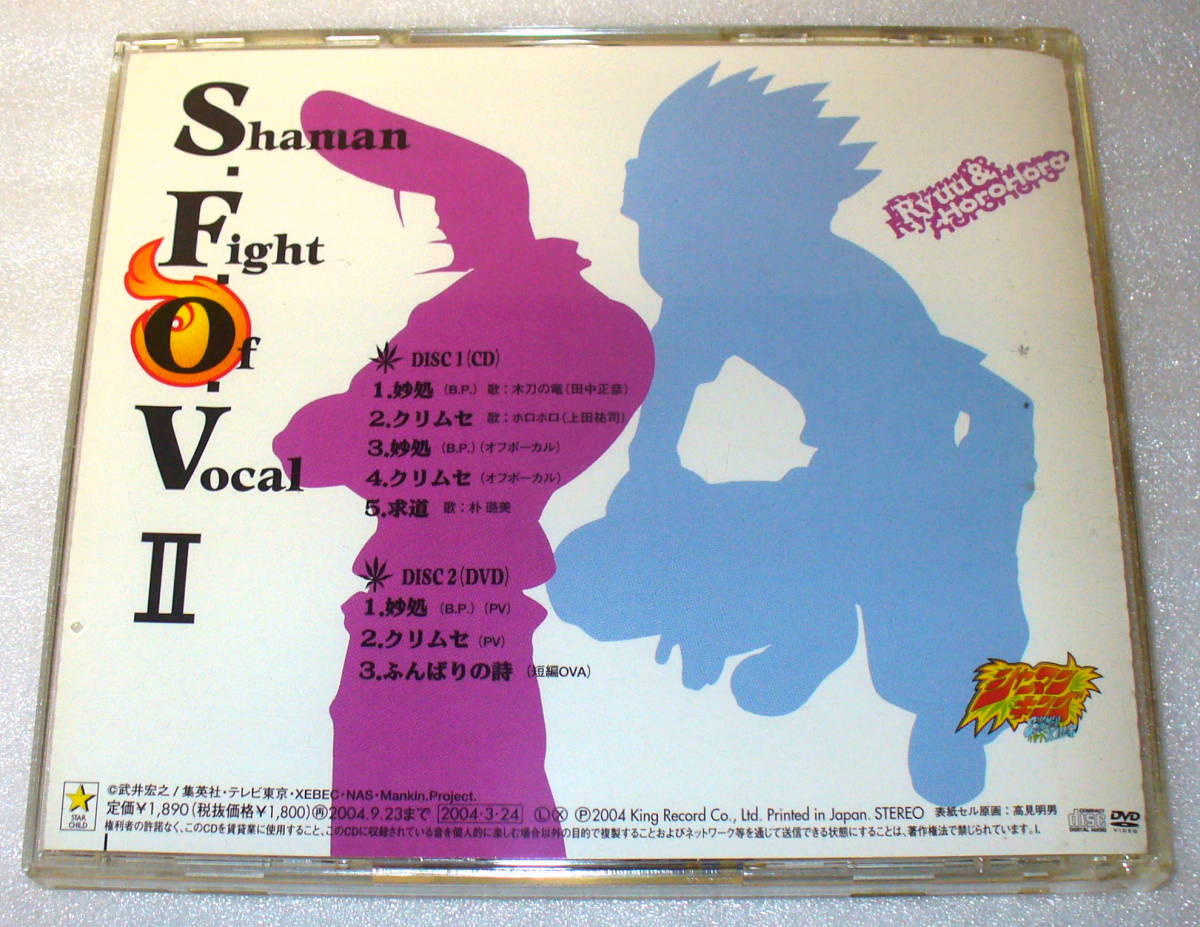 Shaman
Fight
Of
Vocal
II
Ryuu &
HoroHoro
DISC 1 (CD)
1.妙処 (B.P.) 歌：木刀の竜(田中正彦)
2.クリムセ 歌：ホロホロ(上田祐司)
3.妙処 (B.P.)(オフボーカル)
4.クリムセ (オフボーカル)
5.求道 歌：朴 璐美
DISC 2 (DVD)
1.妙処 (B.P.) (PV)
2.クリムセ (PV)
3.ふんばりの詩 (短編OVA)
シャーマンキング
STAR CHILD
©武井宏之/集英社・テレビ東京・XEBEC・NAS・Mankin.Project.
定価￥1,890(税抜価格￥1,800)再2004.9.23まで 2004・3・24 ⓁⓍ Ⓟ2004 King Record Co., Ltd. Printed in Japan. STEREO 表紙セル原画：高見明男
権利者の許諾なく、このCDを賃貸業に使用すること、このCDに収録されている音を個人的に楽しむ場合以外の目的で複製することおよびネットワーク等を通じて送信できる状態にすることは、著作権法で禁じられています。I.
COMPACT disc DIGITAL AUDIO DVD VIDEO